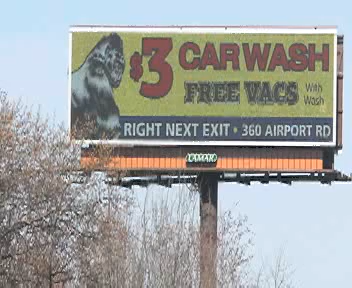 $3 CAR WASH
FREE VACS With Wash
RIGHT NEXT EXIT • 360 AIRPORT RD
LAMAR